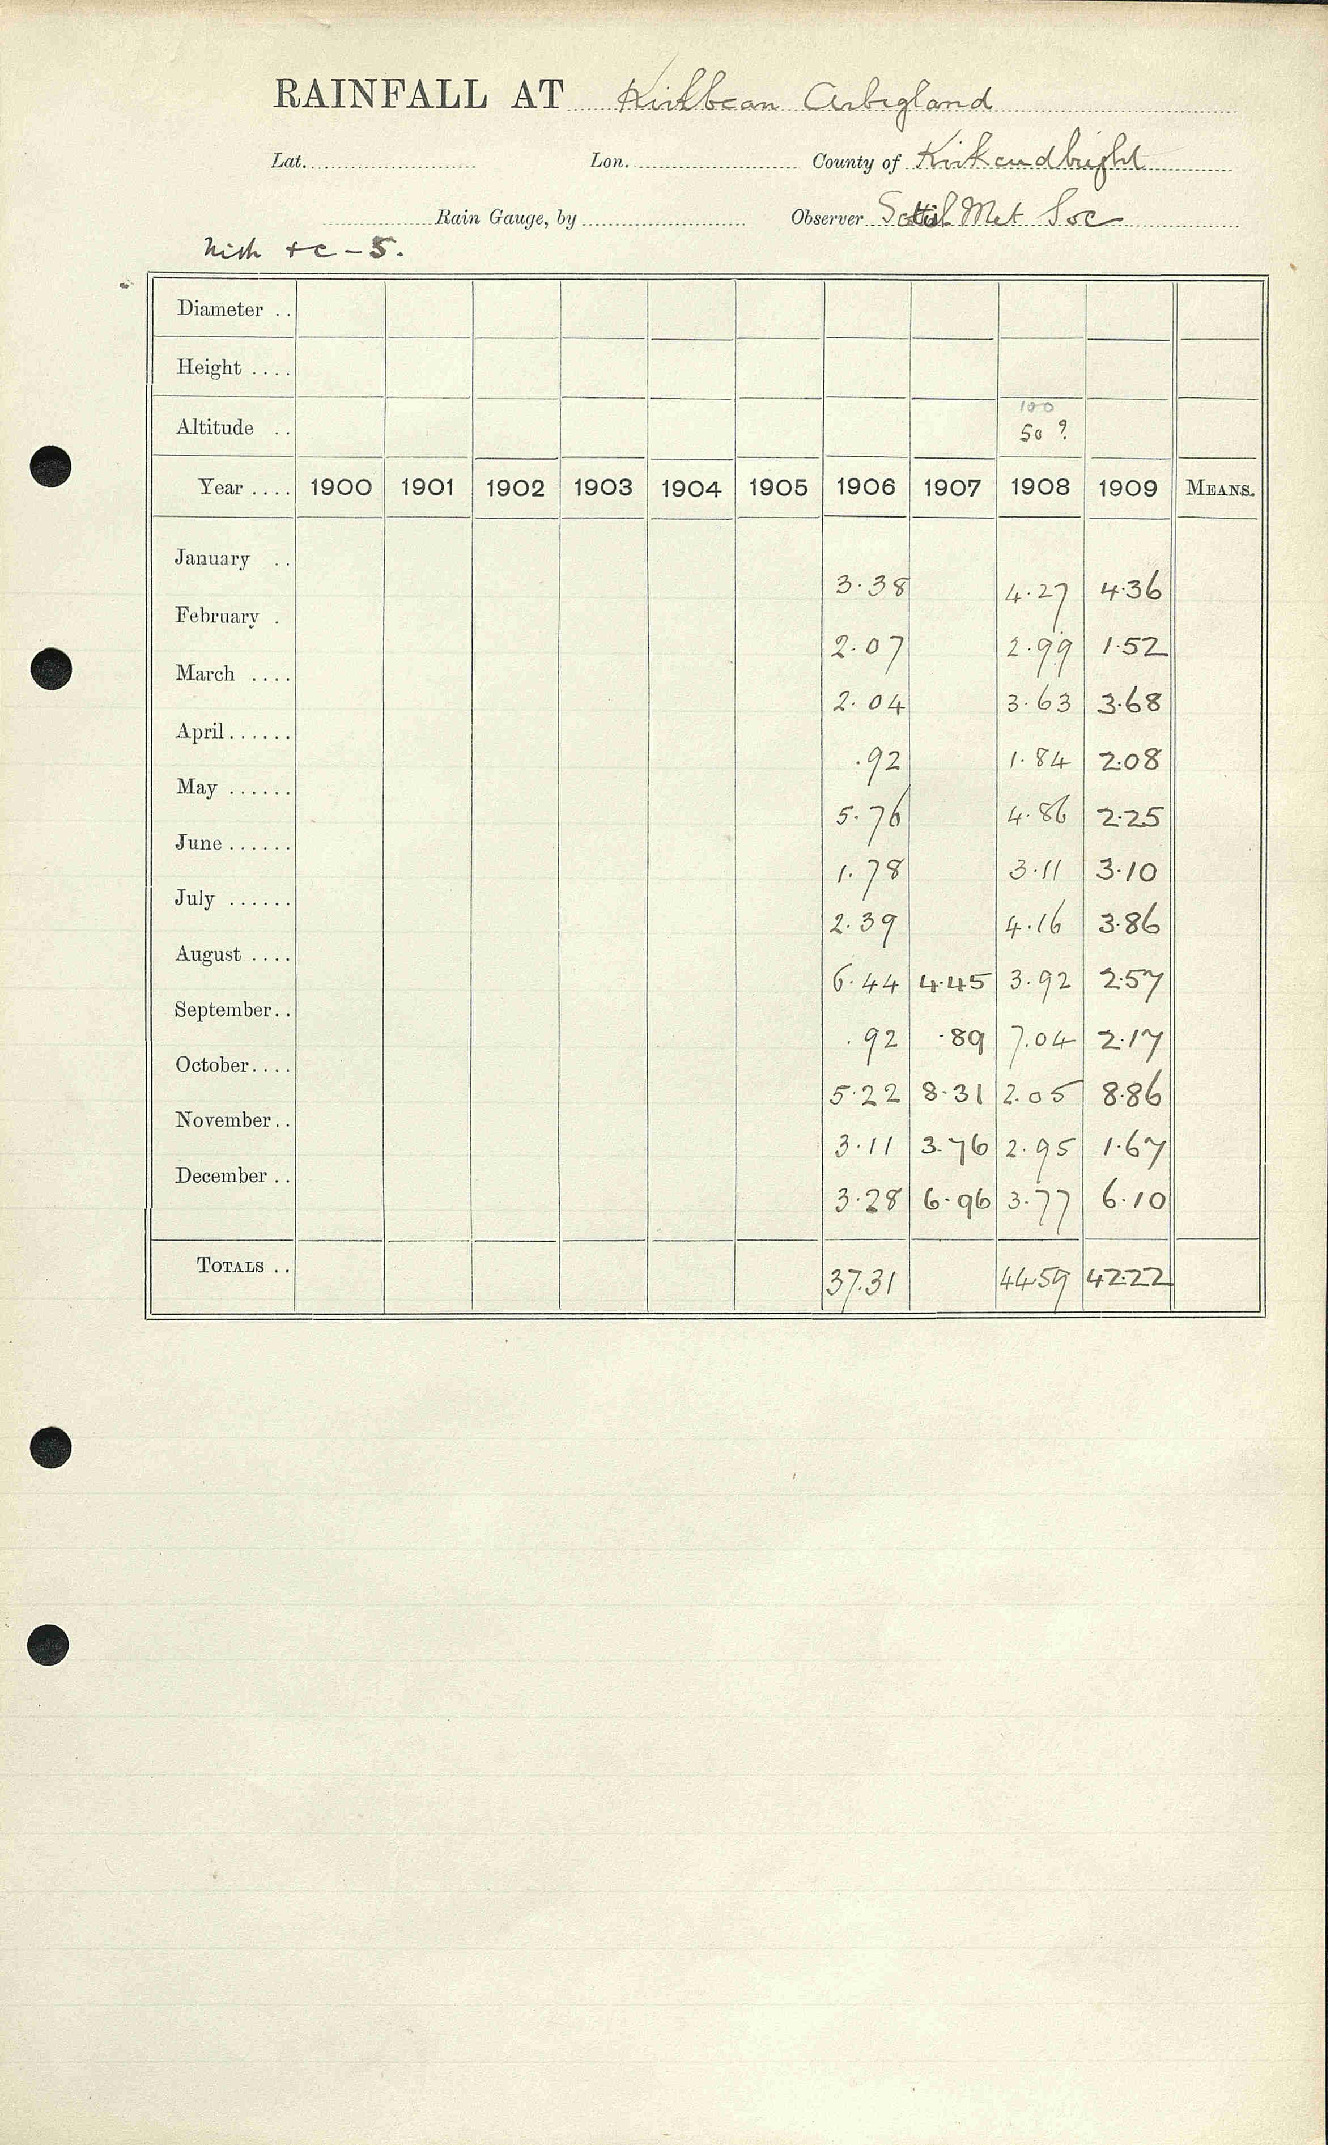 RAINFALL AT Kirkbean Arbigland
Lat. Lon. County of Kirkcudbright
Rain Gauge, by Observer Scottish Met Soc
Nith &c - 5.
Diameter ..
Height ....
100
Altitude .. 50 ?
Year .... 1900 1901 1902 1903 1904 1905 1906 1907 1908 1909 MEANS.
January ..
3.38 4.27 4.36
February .
2.07 2.99 1.52
March ....
2.04 3.63 3.68
April......
.92 1.84 2.08
May ......
5.76 4.86 2.25
June ......
1.78 3.11 3.10
July ......
2.39 4.16 3.86
August ....
6.44 4.45 3.92 2.57
September..
.92 .89 7.04 2.17
October....
5.22 8.31 2.05 8.86
November..
3.11 3.76 2.95 1.67
December ..
3.28 6.96 3.77 6.10
TOTALS ..
37.31 44.59 42.22